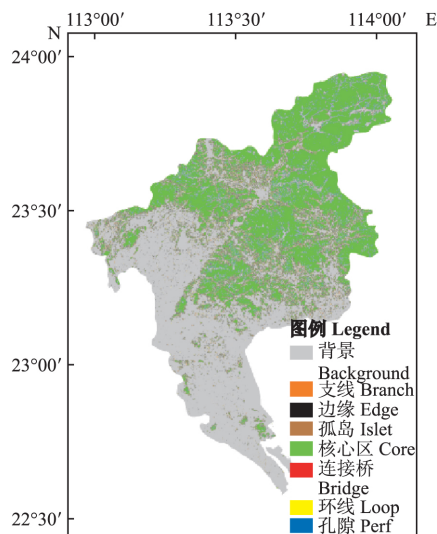 N 113°00′ 113°30′ 114°00′ E
24°00′
23°30′
23°00′
22°30′
图例 Legend
背景
Background
支线 Branch
边缘 Edge
孤岛 Islet
核心区 Core
连接桥
Bridge
环线 Loop
孔隙 Perf